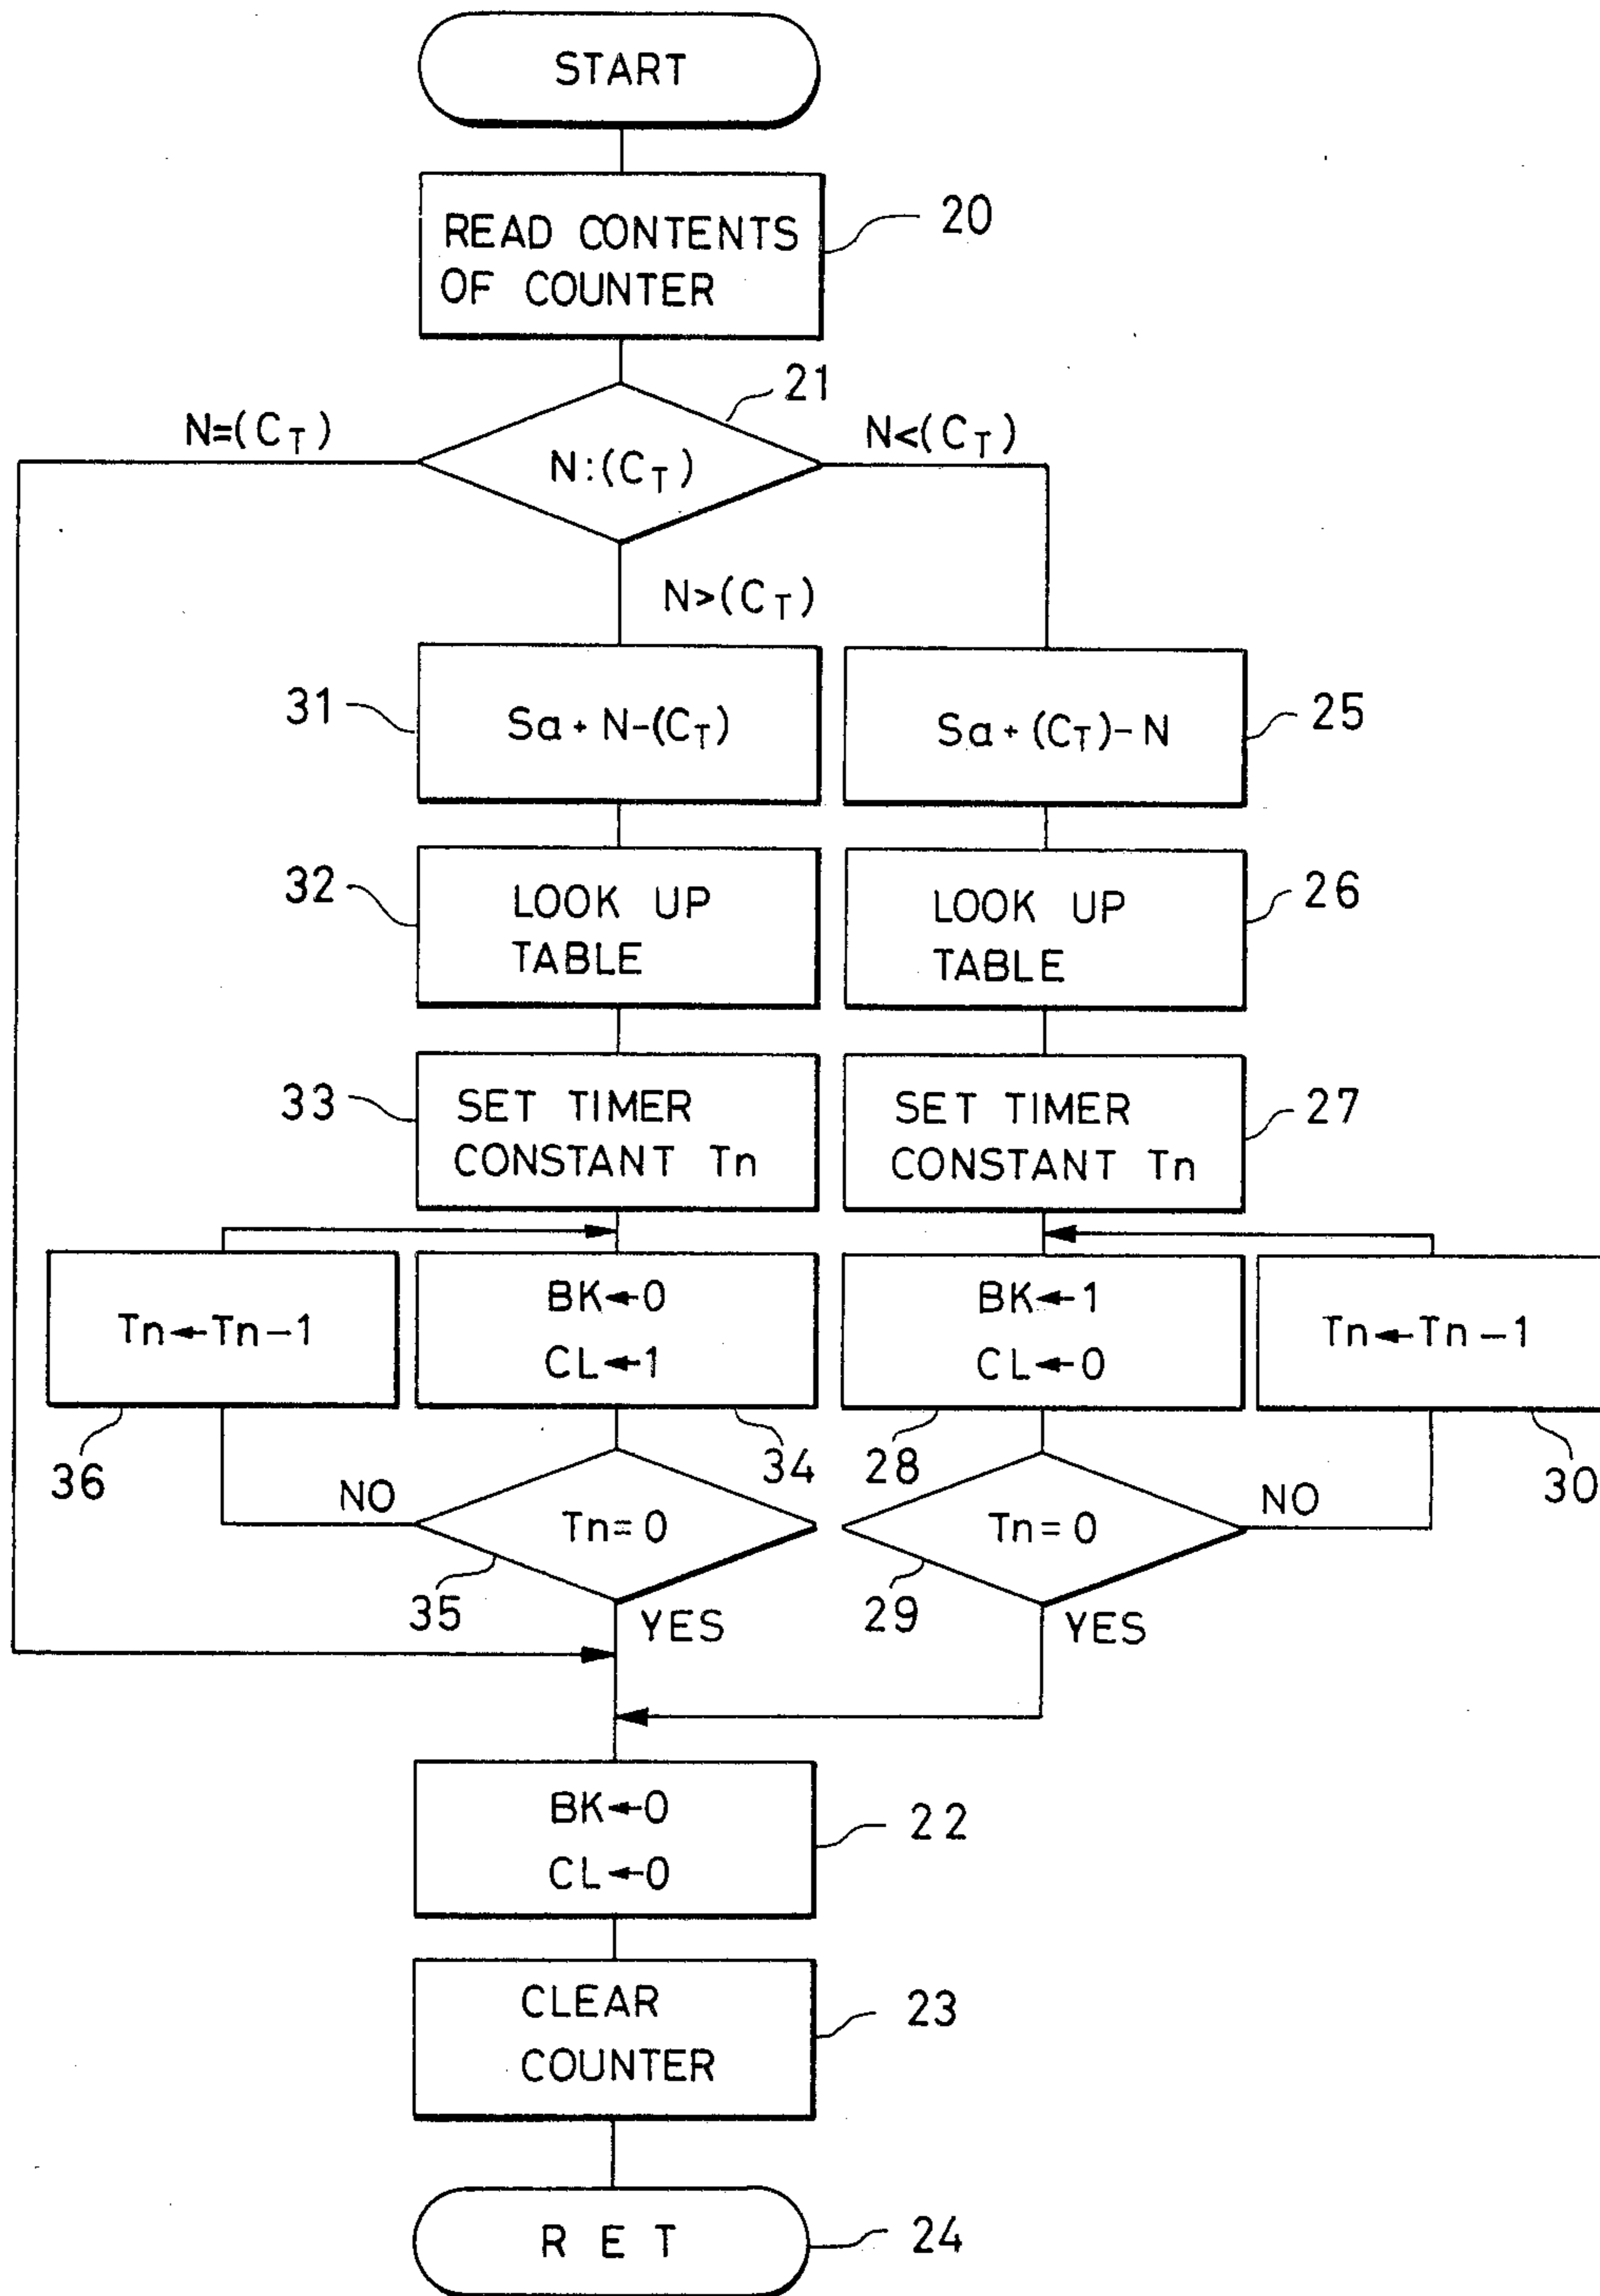 START
READ CONTENTS
OF COUNTER
20
21
N=(CT)
N:(CT)
N<(CT)
N>(CT)
31
Sa + N-(CT)
Sa + (CT)-N
25
32
LOOK UP
TABLE
LOOK UP
TABLE
26
33
SET TIMER
CONSTANT Tn
SET TIMER
CONSTANT Tn
27
Tn←Tn-1
BK←0
CL←1
BK←1
CL←0
Tn←Tn-1
36
34
28
30
NO
Tn=0
Tn=0
NO
35
YES
29
YES
BK←0
CL←0
22
CLEAR
COUNTER
23
RET
24